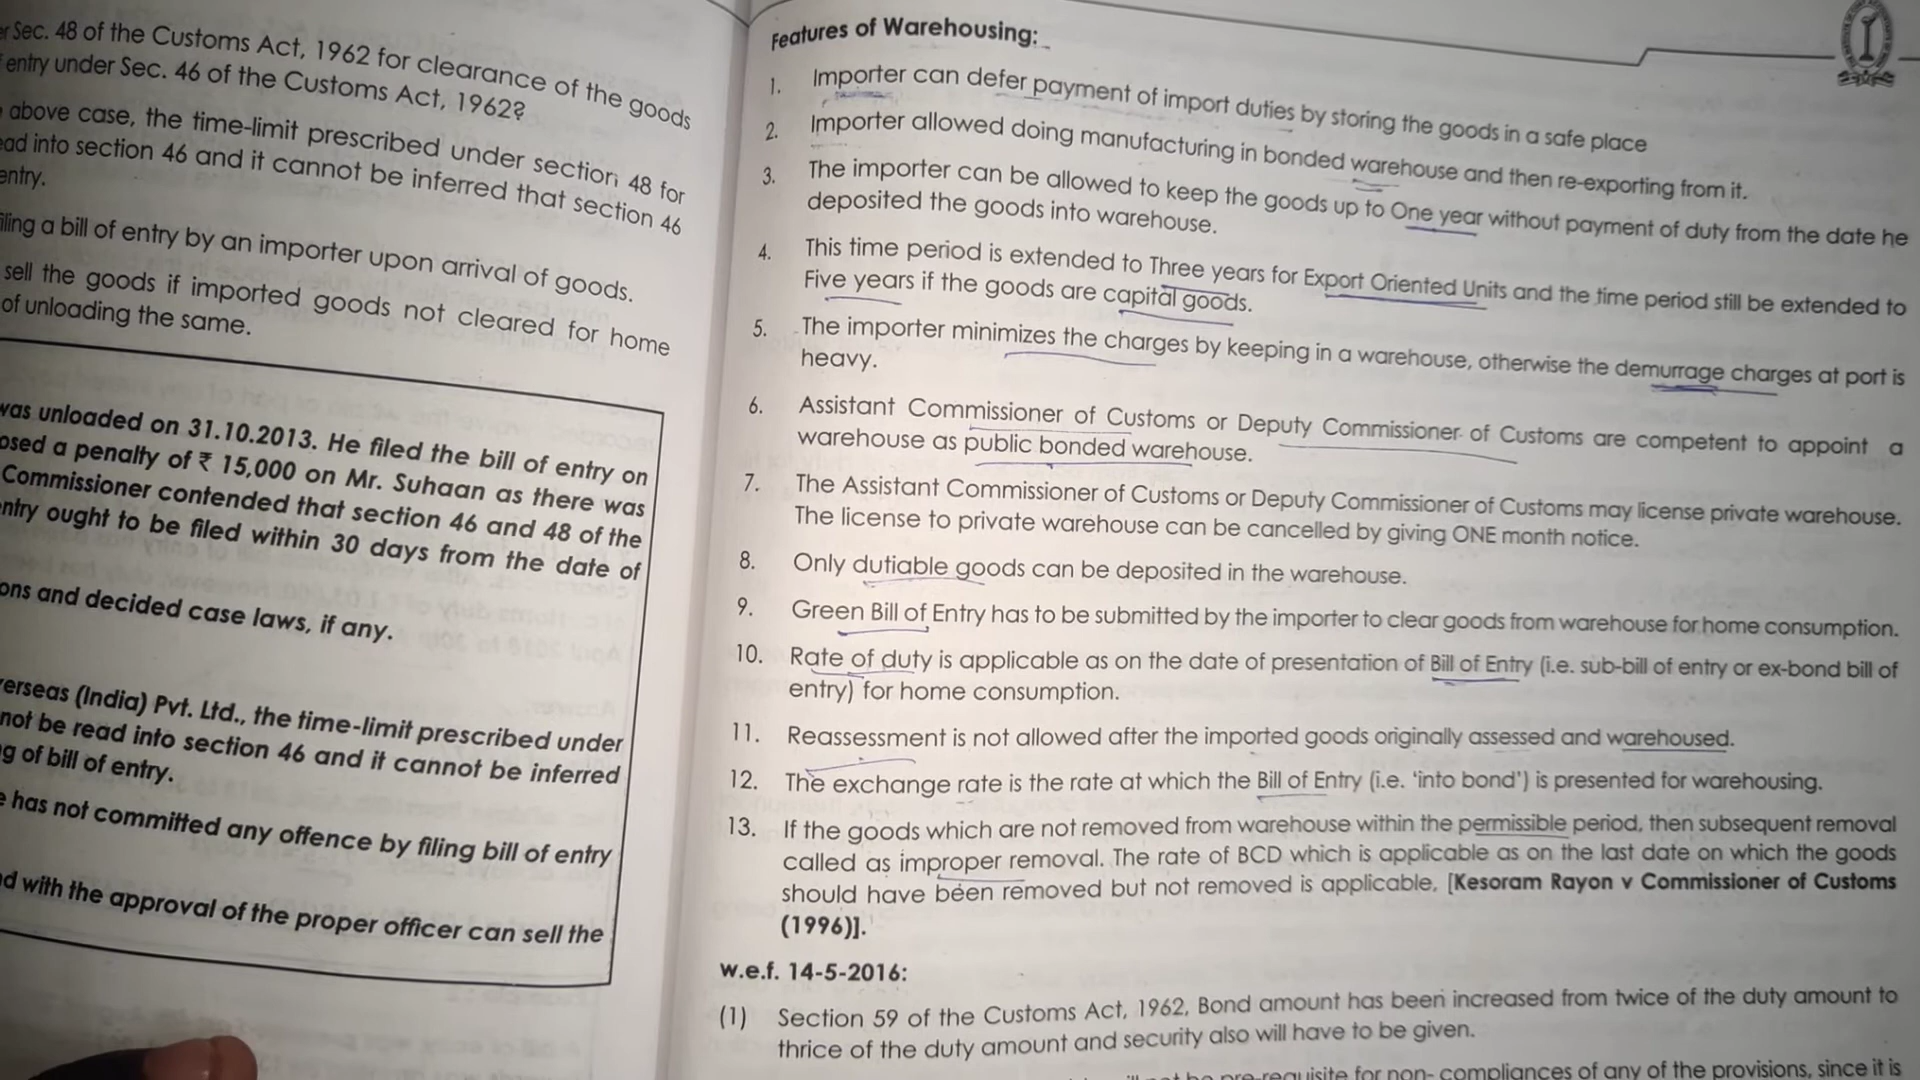 Sec. 48 of the Customs Act, 1962 for clearance of the goods
entry under Sec. 46 of the Customs Act, 1962?
above case, the time-limit prescribed under section 48 for
into section 46 and it cannot be inferred that section 46
entry.
a bill of entry by an importer upon arrival of goods.
sell the goods if imported goods not cleared for home
of unloading the same.
was unloaded on 31.10.2013. He filed the bill of entry on
a penalty of ₹ 15,000 on Mr. Suhaan as there was
Commissioner contended that section 46 and 48 of the
ought to be filed within 30 days from the date of
and decided case laws, if any.
(India) Pvt. Ltd., the time-limit prescribed under
not be read into section 46 and it cannot be inferred
of bill of entry.
has not committed any offence by filing bill of entry
with the approval of the proper officer can sell the
Features of Warehousing:
1. Importer can defer payment of import duties by storing the goods in a safe place
2. Importer allowed doing manufacturing in bonded warehouse and then re-exporting from it.
3. The importer can be allowed to keep the goods up to One year without payment of duty from the date he
deposited the goods into warehouse.
4. This time period is extended to Three years for Export Oriented Units and the time period still be extended to
Five years if the goods are capital goods.
5. The importer minimizes the charges by keeping in a warehouse, otherwise the demurrage charges at port is
heavy.
6. Assistant Commissioner of Customs or Deputy Commissioner of Customs are competent to appoint a
warehouse as public bonded warehouse.
7. The Assistant Commissioner of Customs or Deputy Commissioner of Customs may license private warehouse.
The license to private warehouse can be cancelled by giving ONE month notice.
8. Only dutiable goods can be deposited in the warehouse.
9. Green Bill of Entry has to be submitted by the importer to clear goods from warehouse for home consumption.
10. Rate of duty is applicable as on the date of presentation of Bill of Entry (i.e. sub-bill of entry or ex-bond bill of
entry) for home consumption.
11. Reassessment is not allowed after the imported goods originally assessed and warehoused.
12. The exchange rate is the rate at which the Bill of Entry (i.e. 'into bond') is presented for warehousing.
13. If the goods which are not removed from warehouse within the permissible period, then subsequent removal
called as improper removal. The rate of BCD which is applicable as on the last date on which the goods
should have been removed but not removed is applicable. [Kesoram Rayon v Commissioner of Customs
(1996)].
w.e.f. 14-5-2016:
(1) Section 59 of the Customs Act, 1962, Bond amount has been increased from twice of the duty amount to
thrice of the duty amount and security also will have to be given.
pre-requisite for non- compliances of any of the provisions, since it is